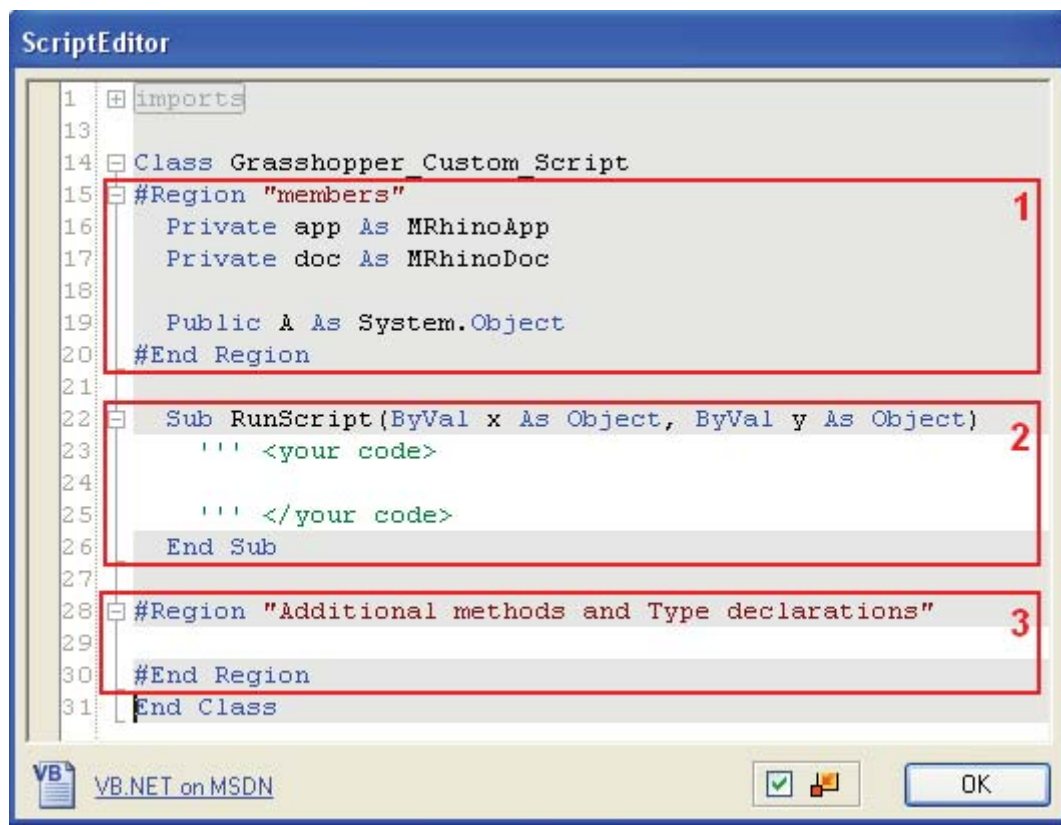 ScriptEditor
1 imports
13
14 Class Grasshopper_Custom_Script
15 #Region "members"
1
16 Private app As MRhinoApp
17 Private doc As MRhinoDoc
18
19 Public A As System.Object
20 #End Region
21
22 Sub RunScript(ByVal x As Object, ByVal y As Object)
23 ''' <your code>
2
24
25 ''' </your code>
26 End Sub
27
28 #Region "Additional methods and Type declarations"
3
29
30 #End Region
31 End Class
VB VB.NET on MSDN OK